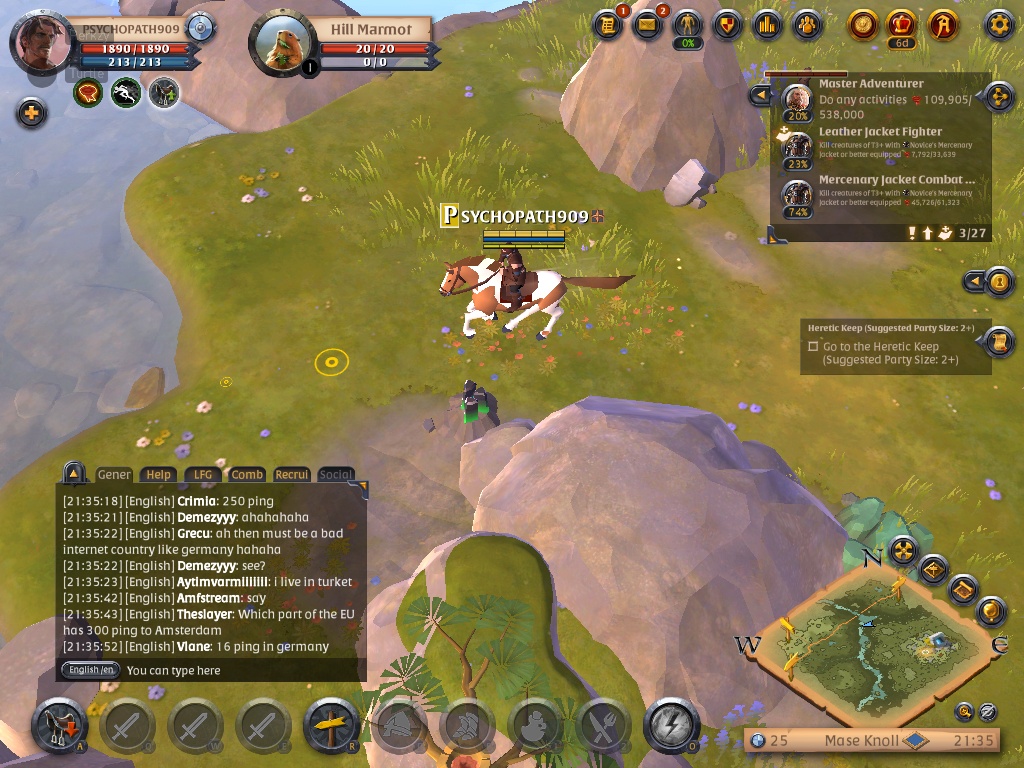 PSYCHOPATH909
1890 / 1890
213 / 213
Hill Marmot
20 / 20
0 / 0
I
1
2
0%
6d
Master Adventurer
Do any activities 109,905/
538,000
20%
Leather Jacket Fighter
Kill creatures of T3+ with Novice's Mercenary
Jacket or better equipped 7,792/33,639
23%
Mercenary Jacket Combat ...
Kill creatures of T3+ with Novice's Mercenary
Jacket or better equipped 45,726/61,323
74%
3/27
PSYCHOPATH909
Heretic Keep (Suggested Party Size: 2+)
Go to the Heretic Keep
(Suggested Party Size: 2+)
Gener Help LFG Comb Recrui Social
[21:35:18] [English] Crimia: 250 ping
[21:35:21] [English] Demezyyy: ahahahaha
[21:35:22] [English] Grecu: ah then must be a bad
internet country like germany hahaha
[21:35:22] [English] Demezyyy: see?
[21:35:23] [English] Aytimvarmiiiiiii: i live in turket
[21:35:42] [English] Amfstream: say
[21:35:43] [English] Theslayer: Which part of the EU
has 300 ping to Amsterdam
[21:35:52] [English] Viane: 16 ping in germany
English /en You can type here
N
W
E
A Q W E R O
25 Mase Knoll 21:35